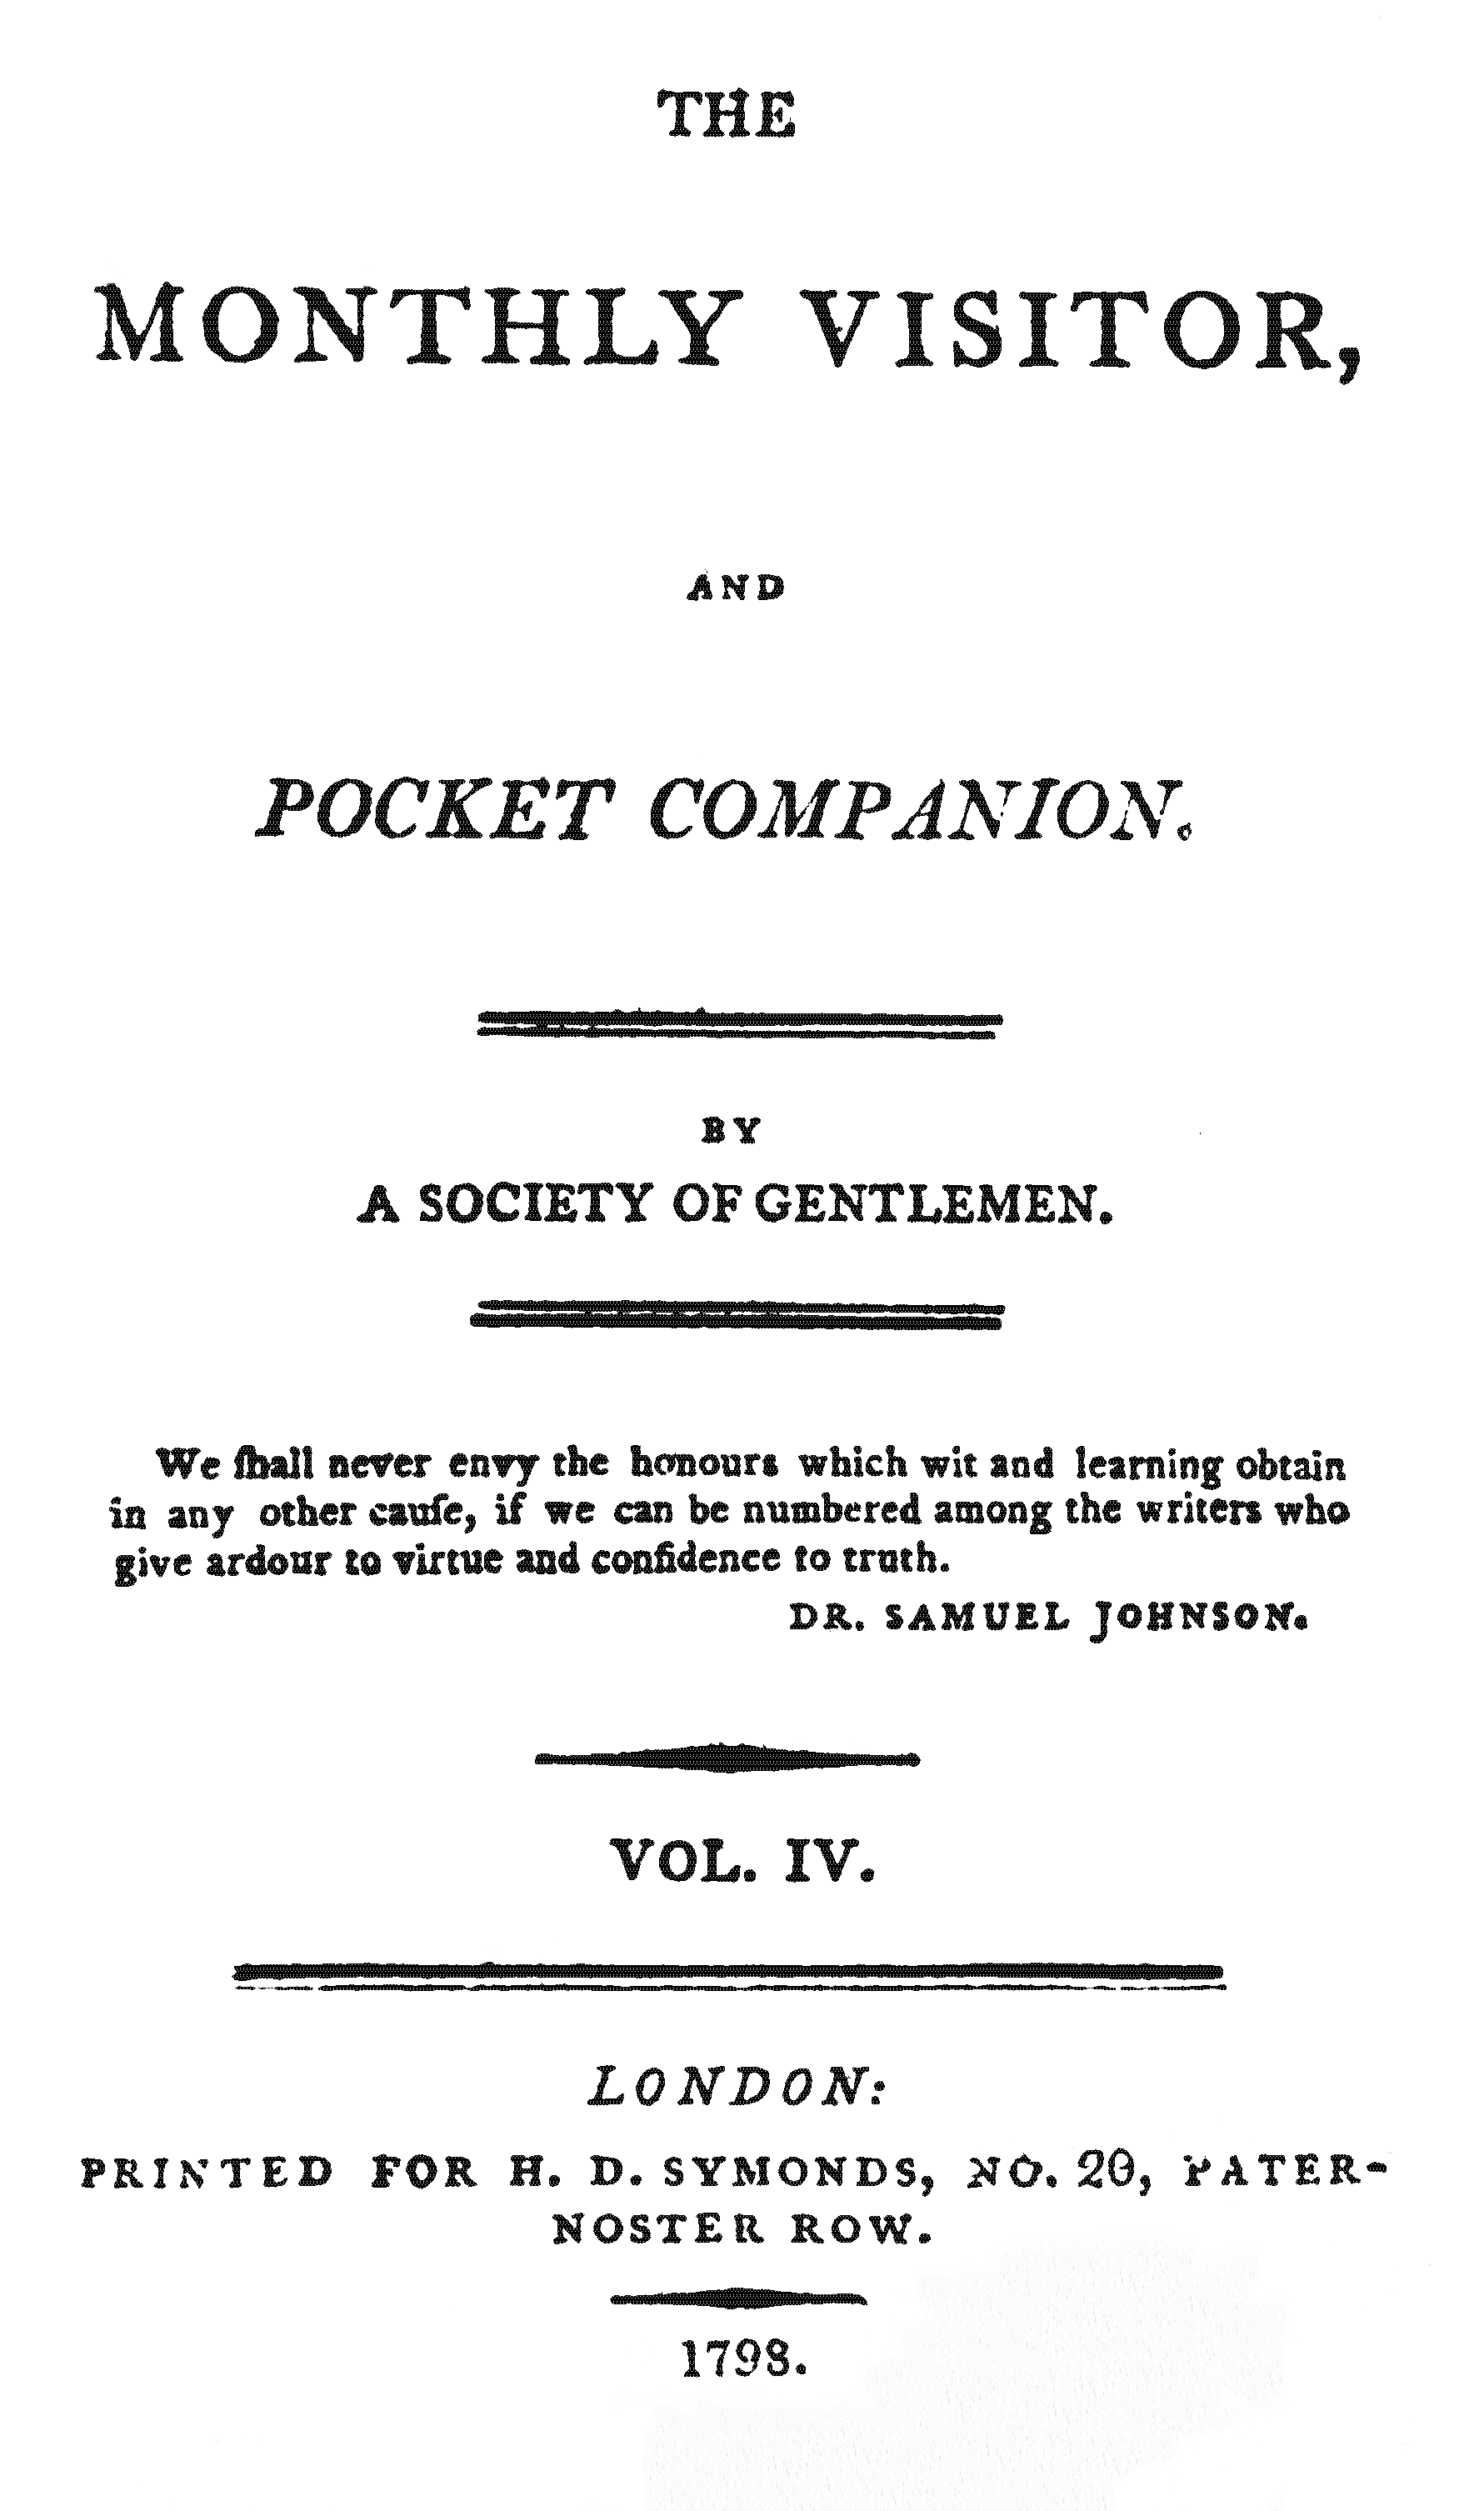 THE
MONTHLY VISITOR,
AND
POCKET COMPANION.
BY
A SOCIETY OF GENTLEMEN.
We ſhall never envy the honours which wit and learning obtain
in any other cauſe, if we can be numbered among the writers who
give ardour to virtue and confidence to truth.
DR. SAMUEL JOHNSON.
VOL. IV.
LONDON:
PRINTED FOR H. D. SYMONDS, NO. 20, PATER-
NOSTER ROW.
1798.